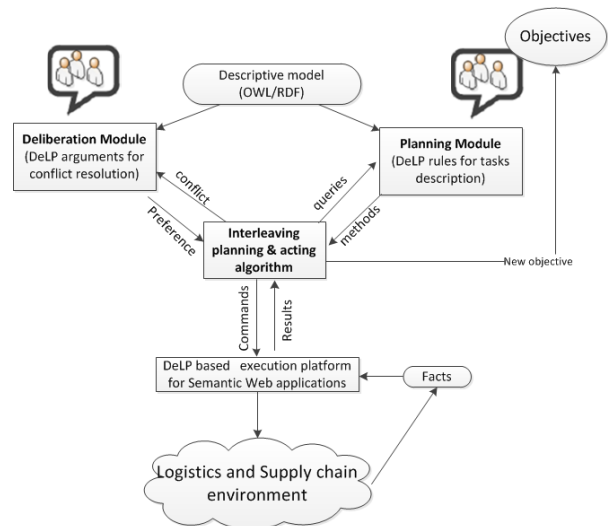 Objectives
Descriptive model
(OWL/RDF)
Deliberation Module
(DeLP arguments for
conflict resolution)
Planning Module
(DeLP rules for tasks
description)
conflict
queries
Preference
methods
Interleaving
planning & acting
algorithm
New objective
Commands
Results
DeLP based execution platform
for Semantic Web applications
Facts
Logistics and Supply chain
environment